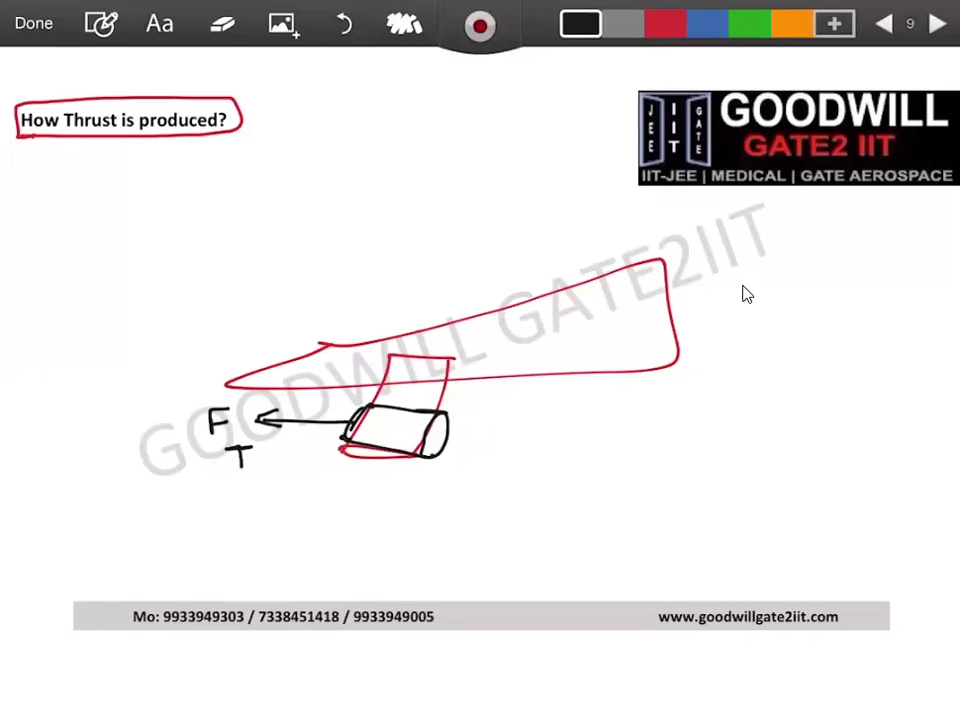 Done
Aa
9
How Thrust is produced?
JEE
IIT
GATE
GOODWILL
GATE2 IIT
IIT-JEE | MEDICAL | GATE AEROSPACE
GOODWILL GATE2IIT
F
T
Mo: 9933949303 / 7338451418 / 9933949005
www.goodwillgate2iit.com